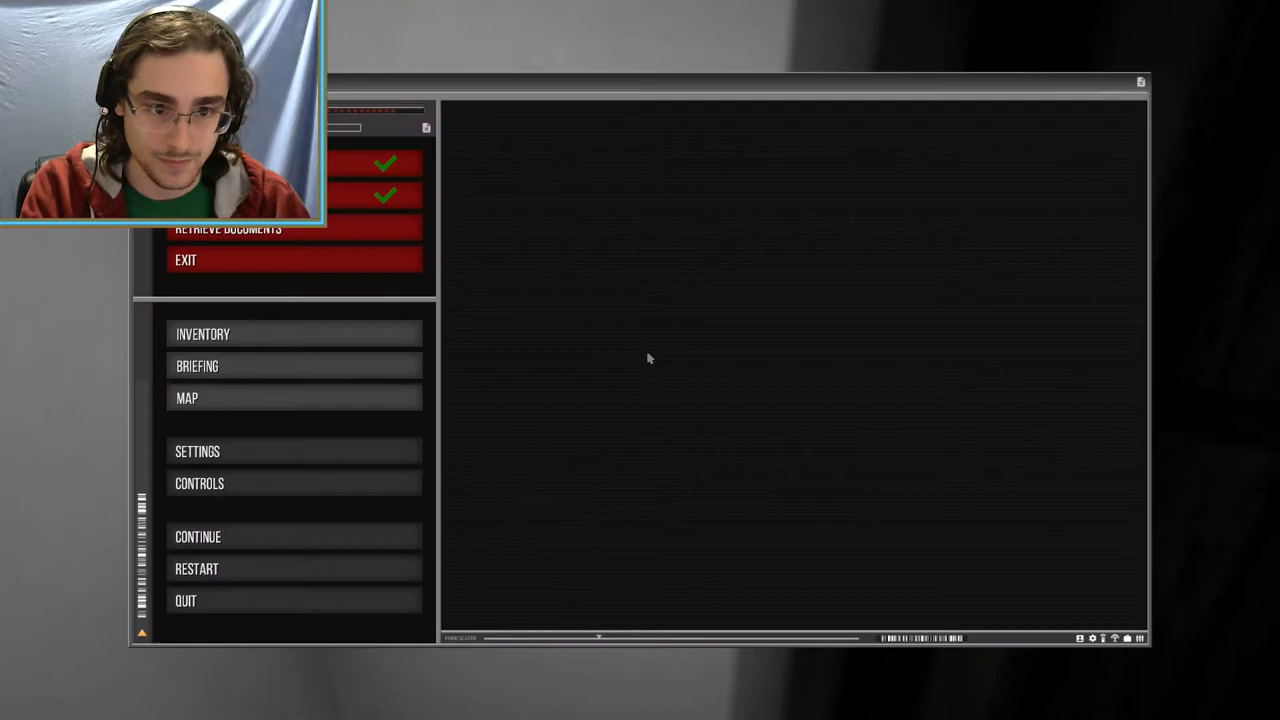 RETRIEVE DOCUMENTS
EXIT
INVENTORY
BRIEFING
MAP
SETTINGS
CONTROLS
CONTINUE
RESTART
QUIT